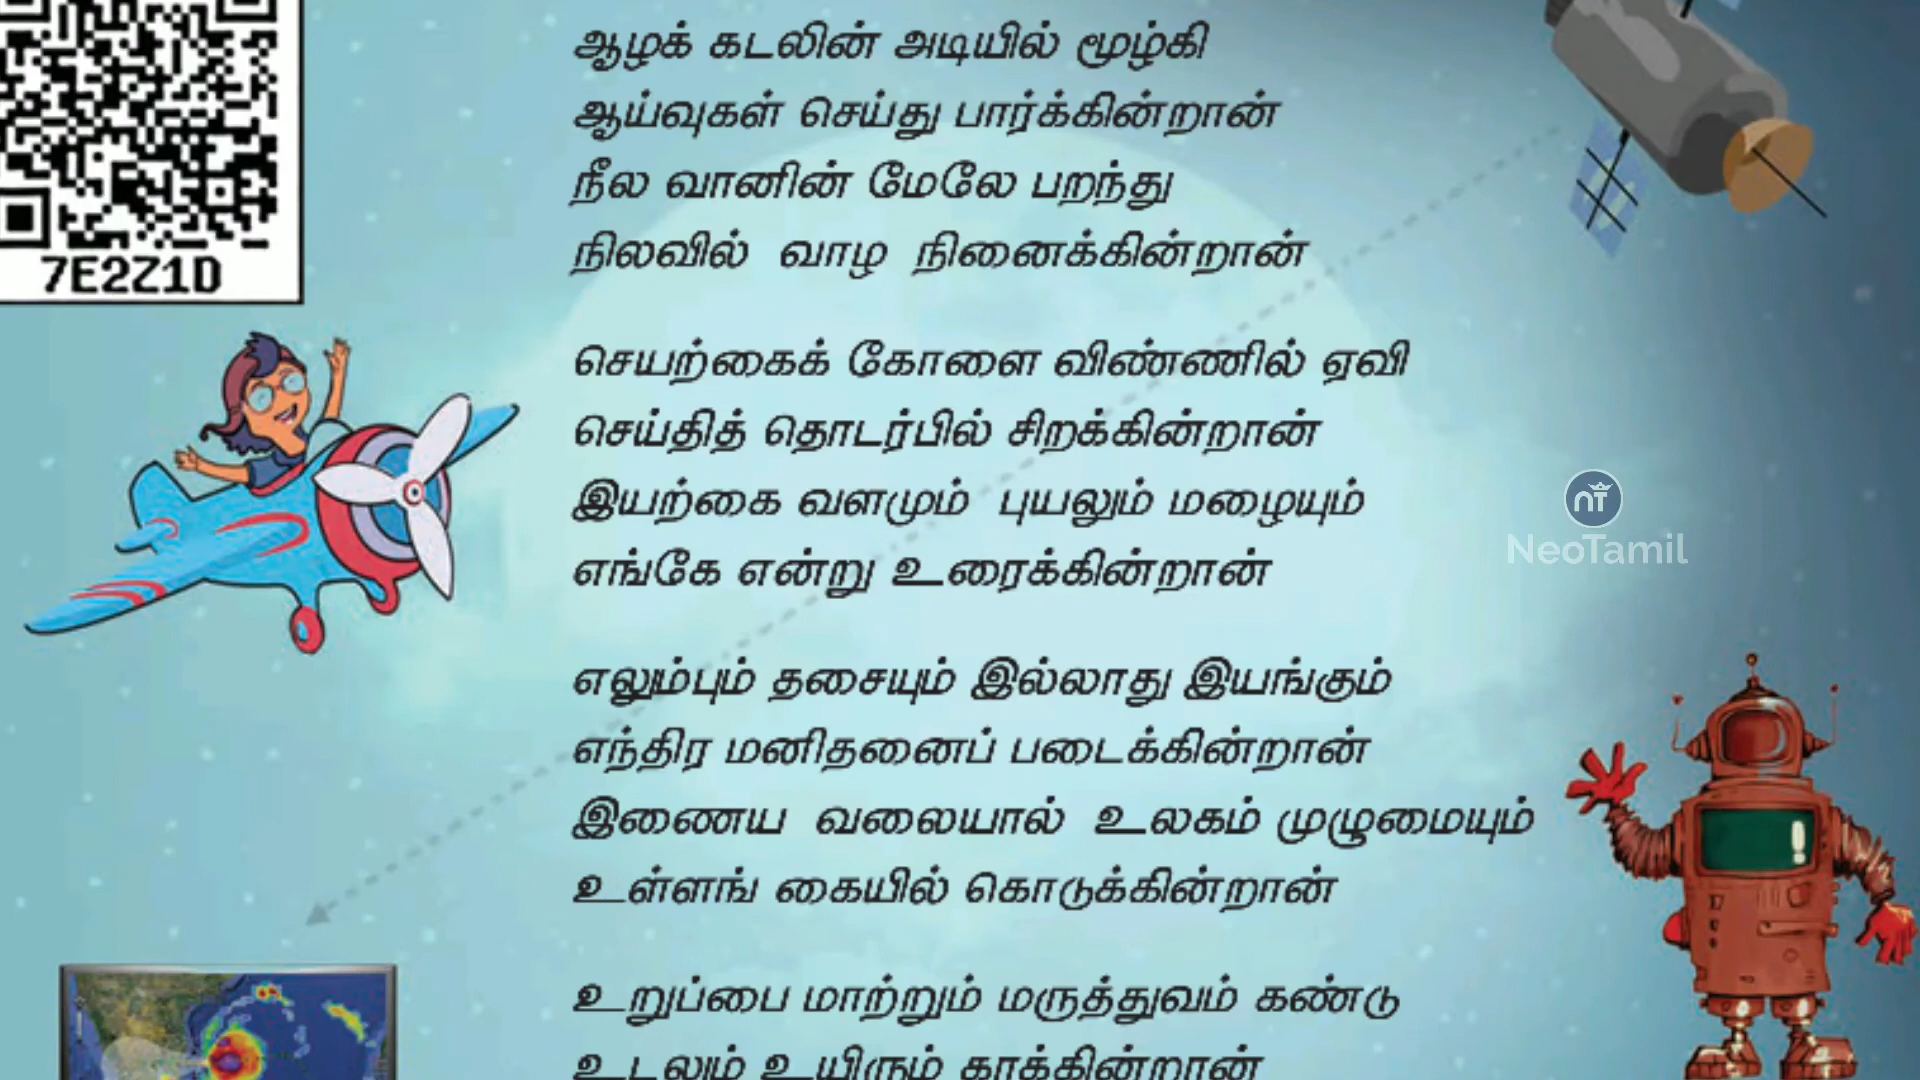 7E2Z1D
ஆழக் கடலின் அடியில் மூழ்கி
ஆய்வுகள் செய்து பார்க்கின்றான்
நீல வானின் மேலே பறந்து
நிலவில் வாழ நினைக்கின்றான்
செயற்கைக் கோளை விண்ணில் ஏவி
செய்தித் தொடர்பில் சிறக்கின்றான்
இயற்கை வளமும் புயலும் மழையும்
எங்கே என்று உரைக்கின்றான்
NT
NeoTamil
எலும்பும் தசையும் இல்லாது இயங்கும்
எந்திர மனிதனைப் படைக்கின்றான்
இணைய வலையால் உலகம் முழுமையும்
உள்ளங் கையில் கொடுக்கின்றான்
உறுப்பை மாற்றும் மருத்துவம் கண்டு
உடலும் உயிரும் காக்கின்றான்